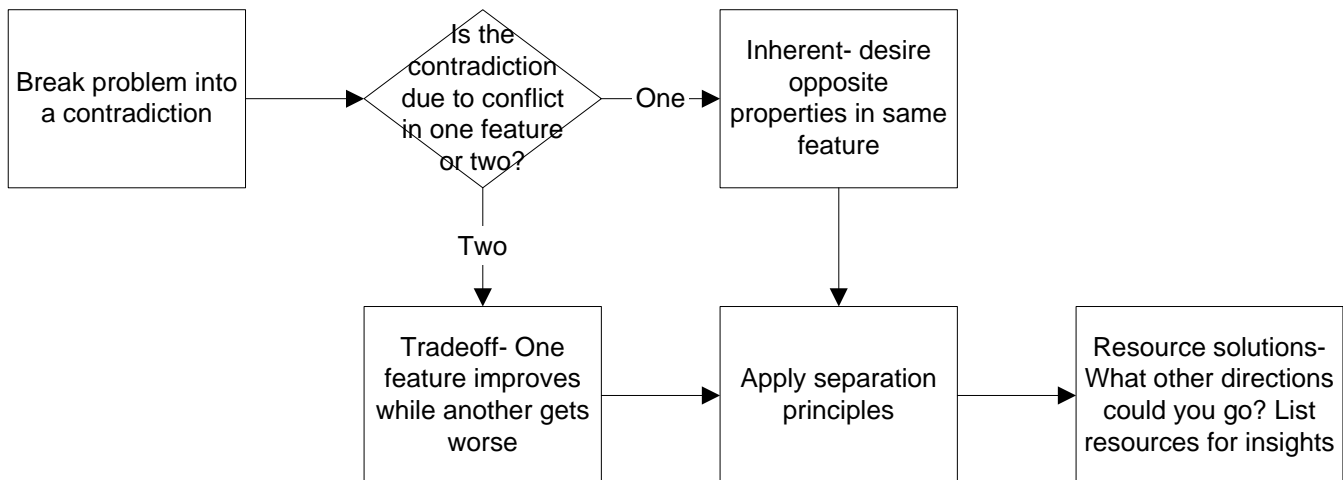 Break problem into
a contradiction
Is the
contradiction
due to conflict
in one feature
or two?
One
Inherent- desire
opposite
properties in same
feature
Two
Tradeoff- One
feature improves
while another gets
worse
Apply separation
principles
Resource solutions-
What other directions
could you go? List
resources for insights